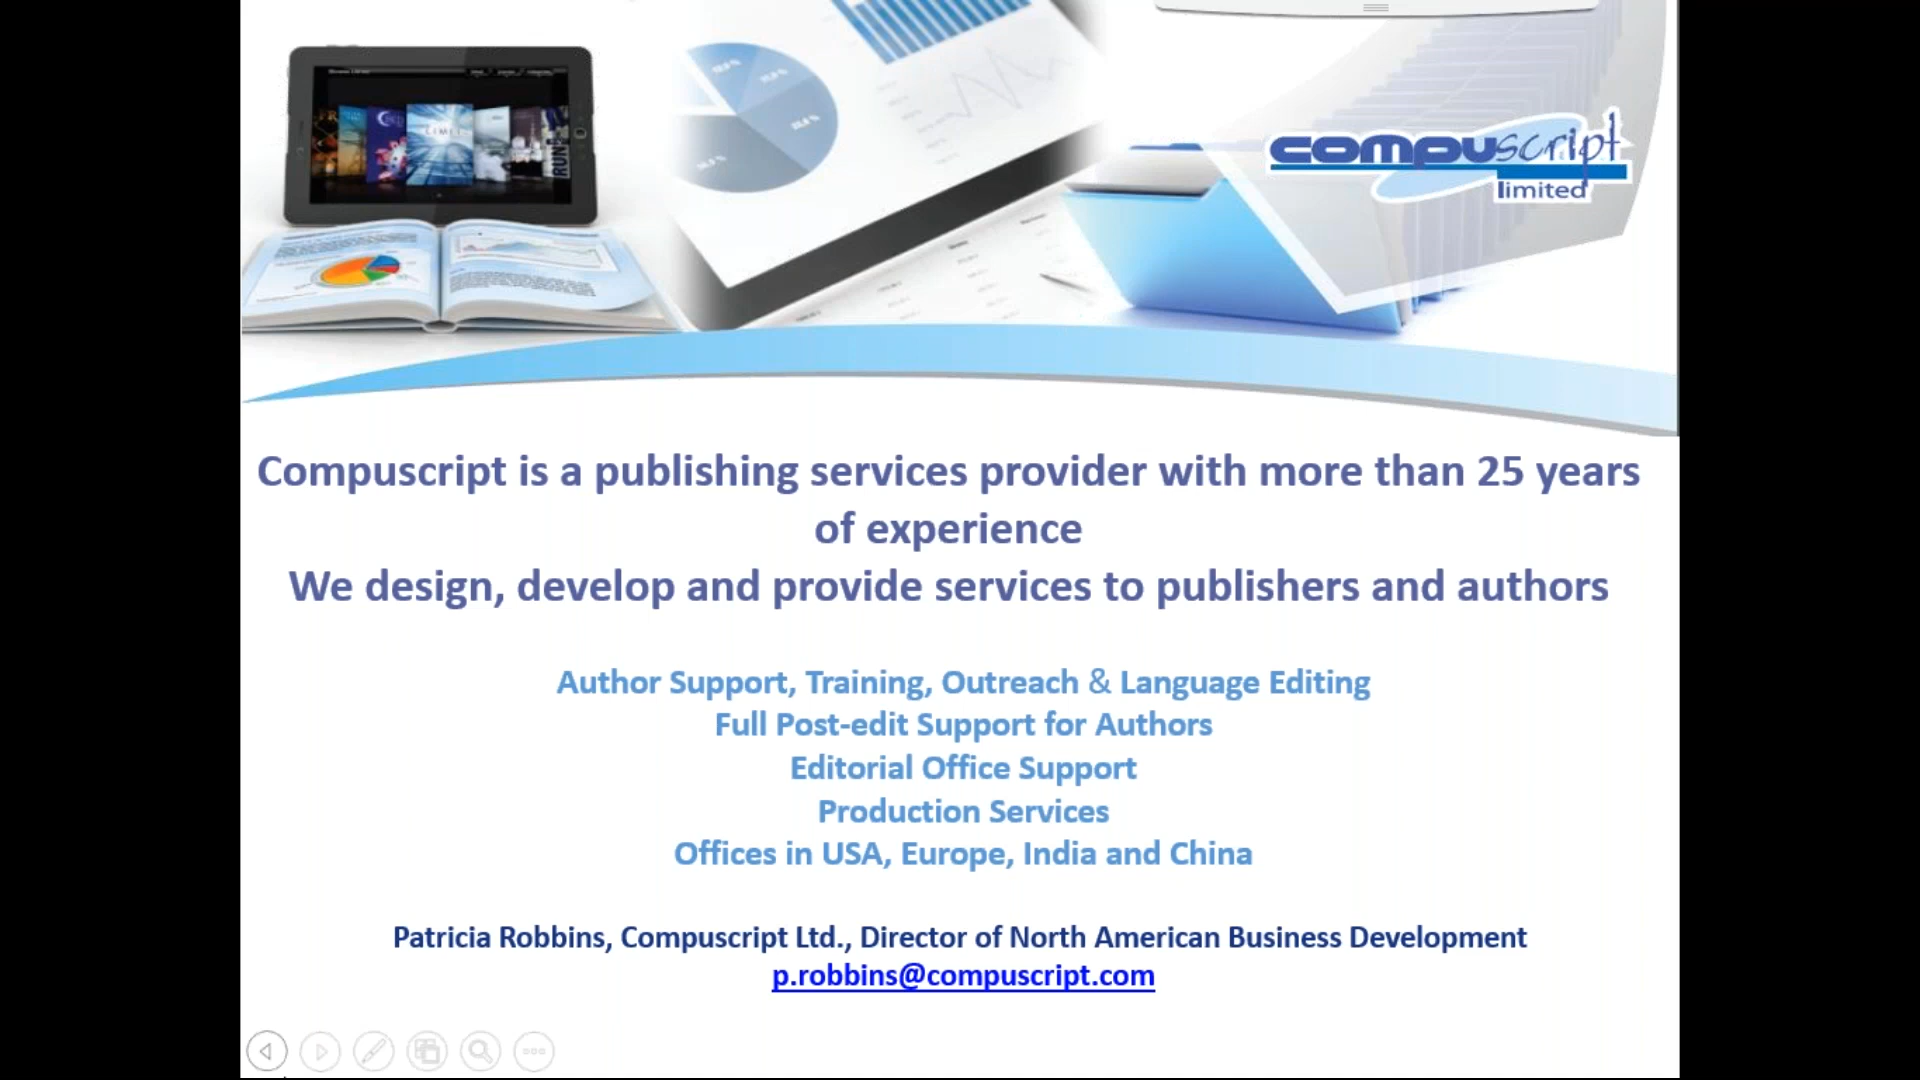 compuscript
limited
Compuscript is a publishing services provider with more than 25 years
of experience
We design, develop and provide services to publishers and authors
Author Support, Training, Outreach & Language Editing
Full Post-edit Support for Authors
Editorial Office Support
Production Services
Offices in USA, Europe, India and China
Patricia Robbins, Compuscript Ltd., Director of North American Business Development
p.robbins@compuscript.com